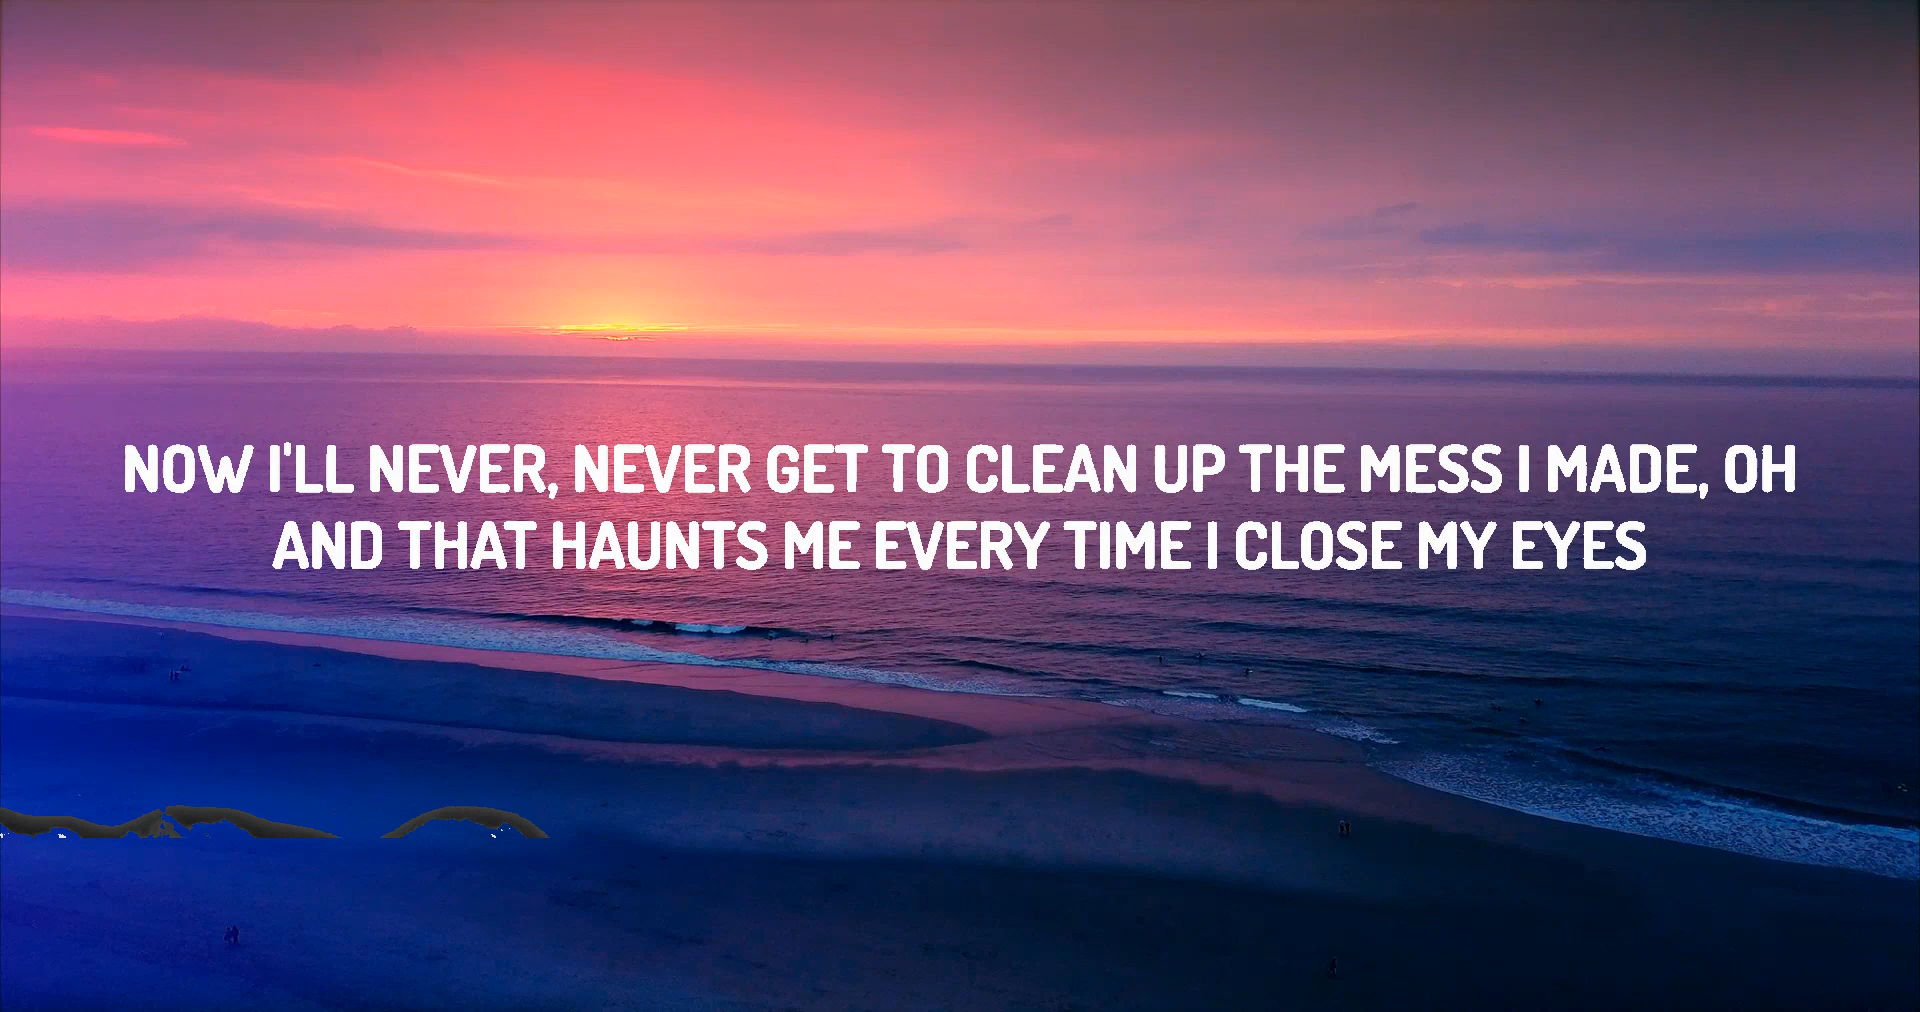 NOW I'LL NEVER, NEVER GET TO CLEAN UP THE MESS I MADE, OH
AND THAT HAUNTS ME EVERY TIME I CLOSE MY EYES